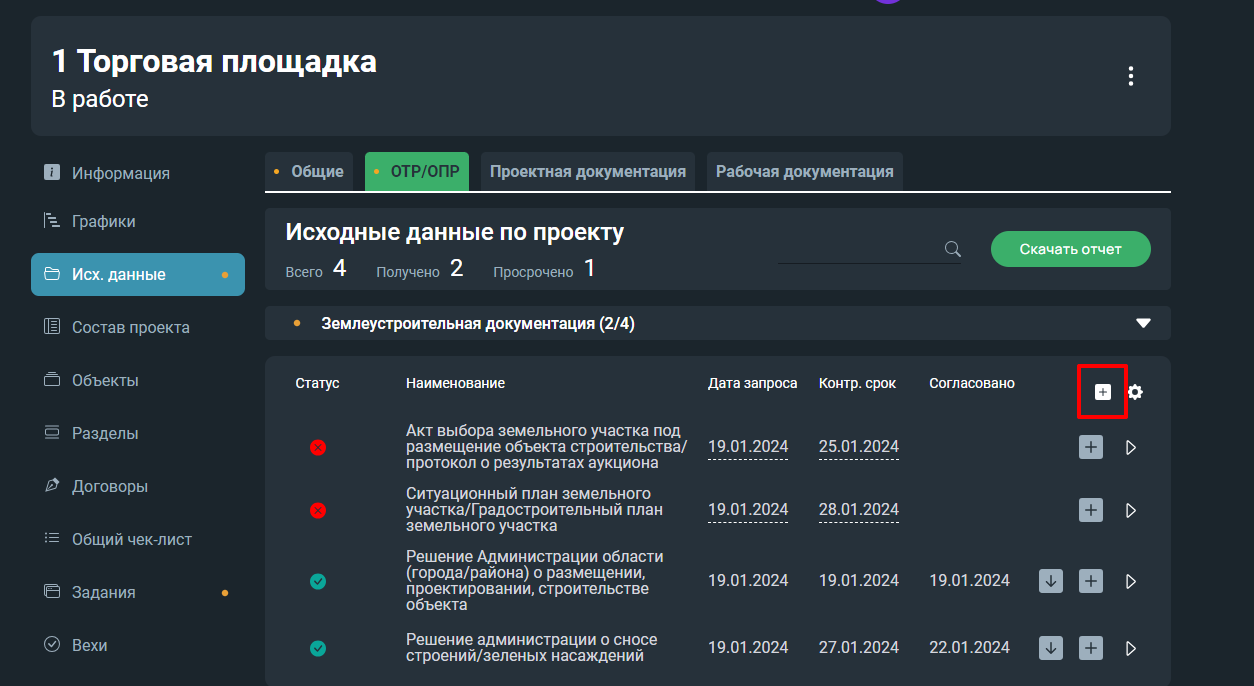 1 Торговая площадка
В работе
Информация
Графики
Исх. данные
Состав проекта
Объекты
Разделы
Договоры
Общий чек-лист
Задания
Вехи
Общие
ОТР/ОПР
Проектная документация
Рабочая документация
Исходные данные по проекту
Всего 4 Получено 2 Просрочено 1
Скачать отчет
Землеустроительная документация (2/4)
Статус Наименование Дата запроса Контр. срок Согласовано
Акт выбора земельного участка под
размещение объекта строительства/
протокол о результатах аукциона
19.01.2024 25.01.2024
Ситуационный план земельного
участка/Градостроительный план
земельного участка
19.01.2024 28.01.2024
Решение Администрации области
(города/района) о размещении,
проектировании, строительстве
объекта
19.01.2024 19.01.2024 19.01.2024
Решение администрации о сносе
строений/зеленых насаждений
19.01.2024 27.01.2024 22.01.2024